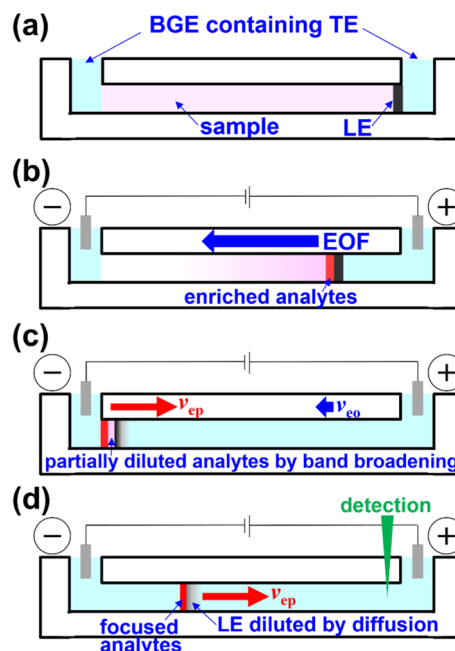 (a)
BGE containing TE
sample
LE
(b)
−
+
EOF
enriched analytes
(c)
−
+
vep
veo
partially diluted analytes by band broadening
(d)
detection
−
+
vep
focused
analytes
LE diluted by diffusion